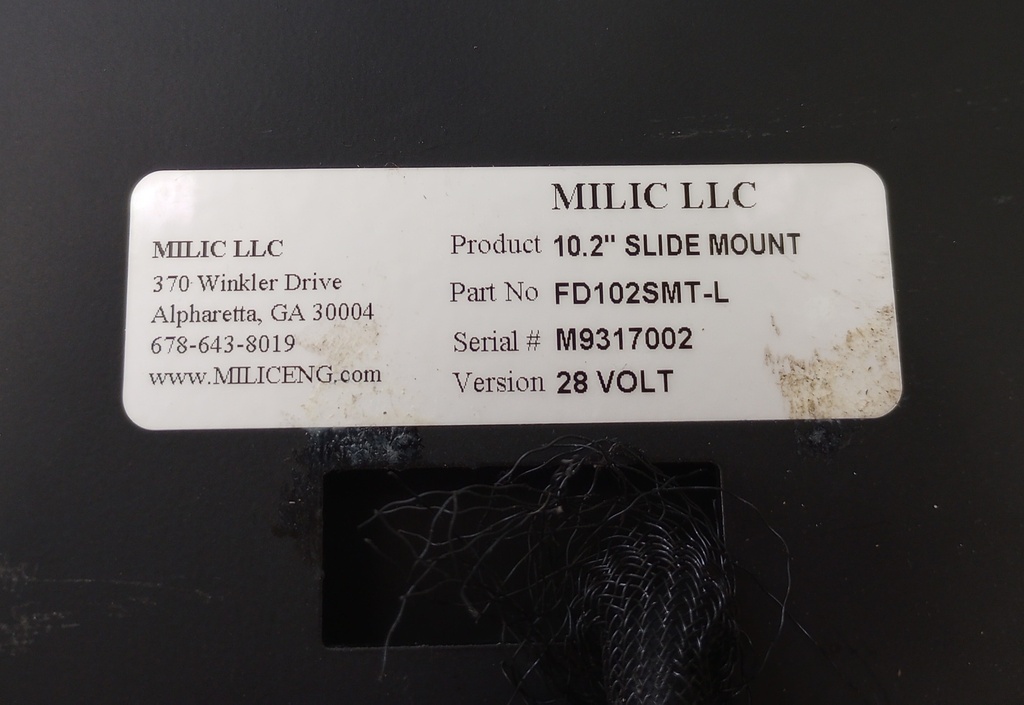 MILIC LLC
370 Winkler Drive
Alpharetta, GA 30004
678-643-8019
www.MILICENG.com
MILIC LLC
Product 10.2" SLIDE MOUNT
Part No FD102SMT-L
Serial # M9317002
Version 28 VOLT